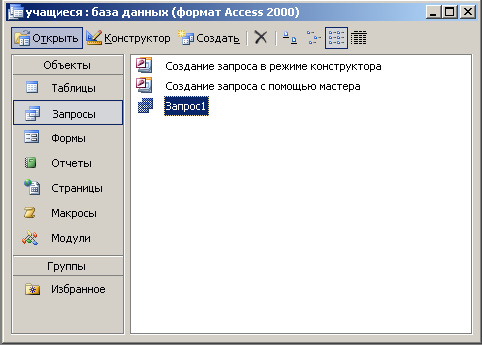 учащиеся : база данных (формат Access 2000)
Открыть Конструктор Создать
Объекты
Таблицы
Запросы
Формы
Отчеты
Страницы
Макросы
Модули
Группы
Избранное
Создание запроса в режиме конструктора
Создание запроса с помощью мастера
Запрос1